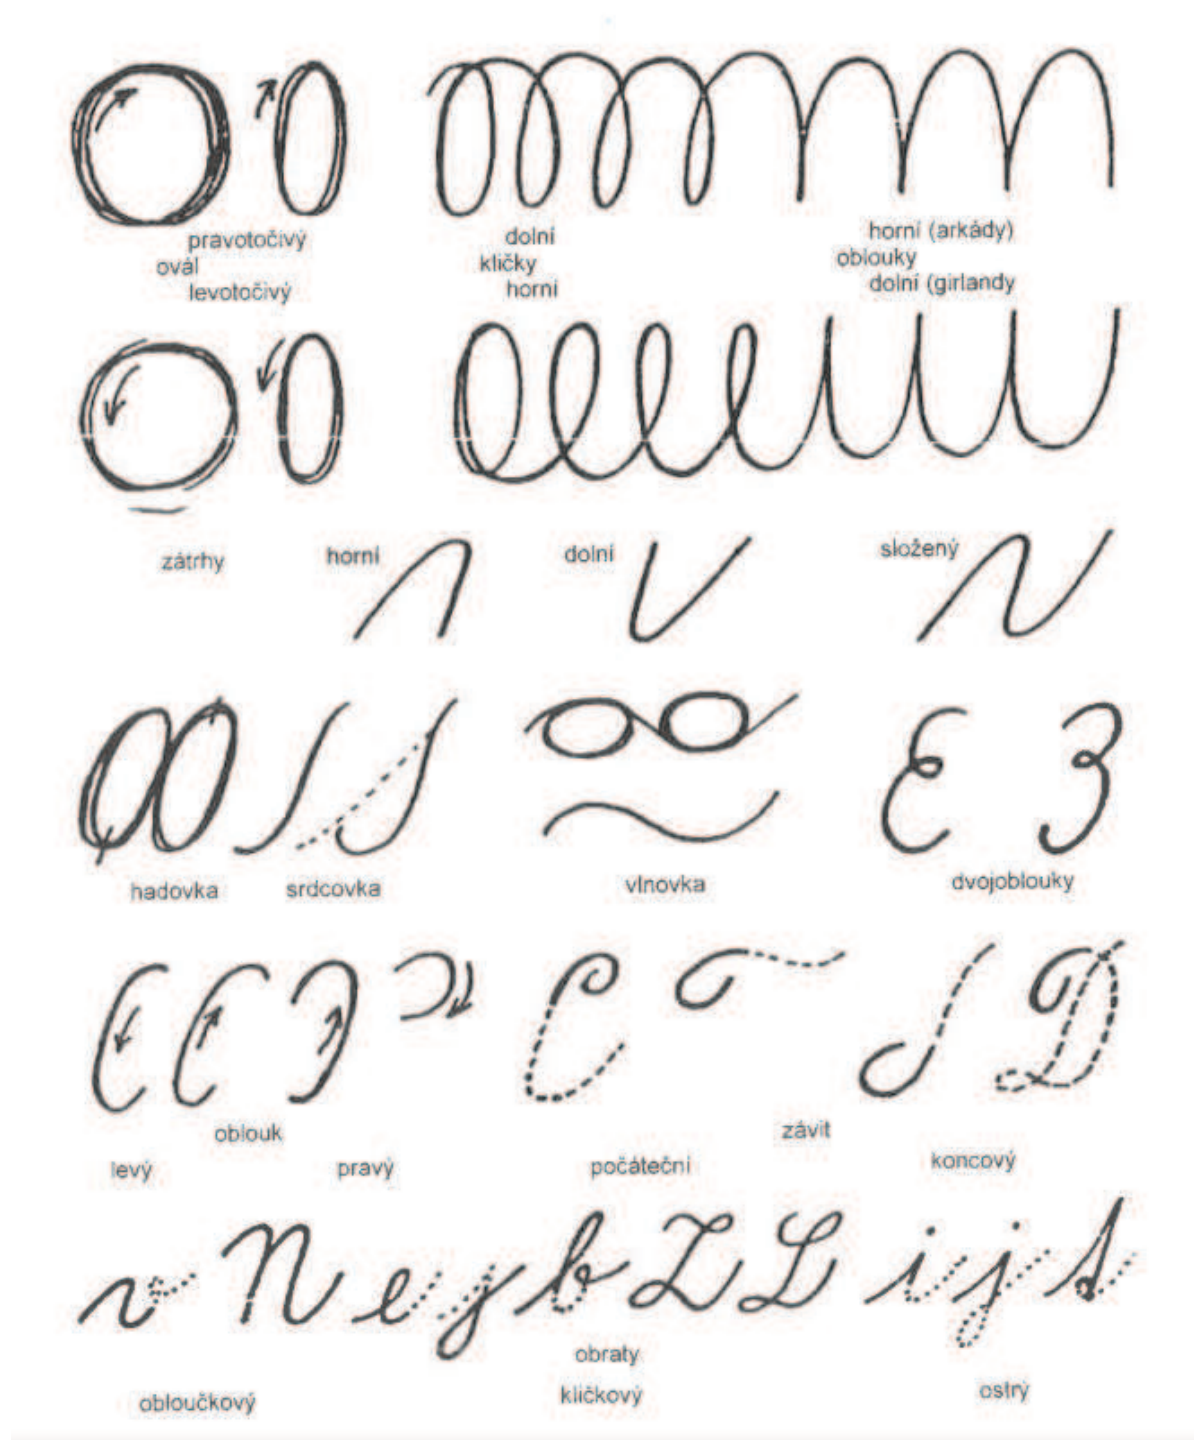 pravotočivý
ovál
levotočivý
dolní
kličky
horní
horní (arkády)
oblouky
dolní (girlandy
zátrhy horní dolní složený
hadovka srdcovka vlnovka dvojoblouky
oblouk
levý pravý
závit
počáteční koncový
v N e y b Z L i j s
obraty
obloučkový kličkový ostrý